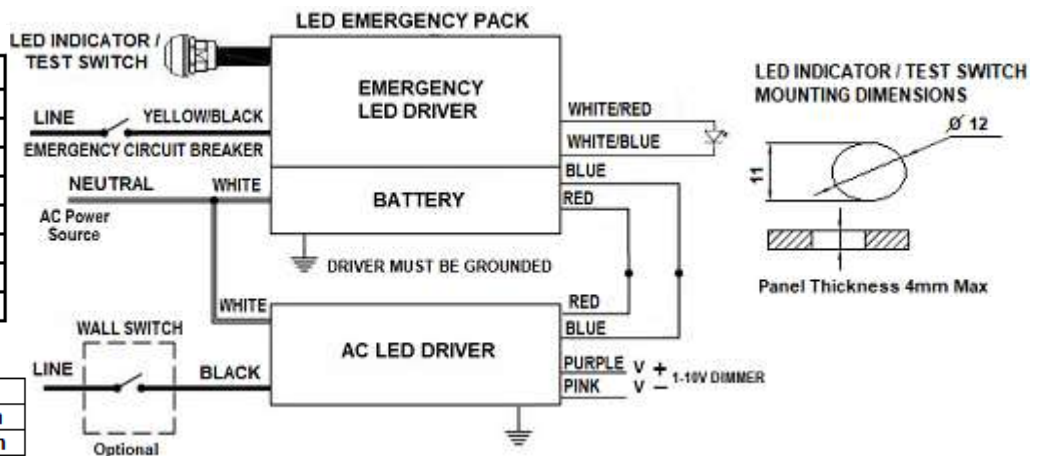 LED EMERGENCY PACK
LED INDICATOR /
TEST SWITCH
EMERGENCY
LED DRIVER
LINE
YELLOW/BLACK
EMERGENCY CIRCUIT BREAKER
WHITE/RED
WHITE/BLUE
NEUTRAL
WHITE
AC Power
Source
BATTERY
BLUE
RED
DRIVER MUST BE GROUNDED
WHITE
WALL SWITCH
LINE
BLACK
Optional
AC LED DRIVER
RED
BLUE
PURPLE V +
PINK V −
1-10V DIMMER
LED INDICATOR / TEST SWITCH
MOUNTING DIMENSIONS
Ø 12
11
Panel Thickness 4mm Max